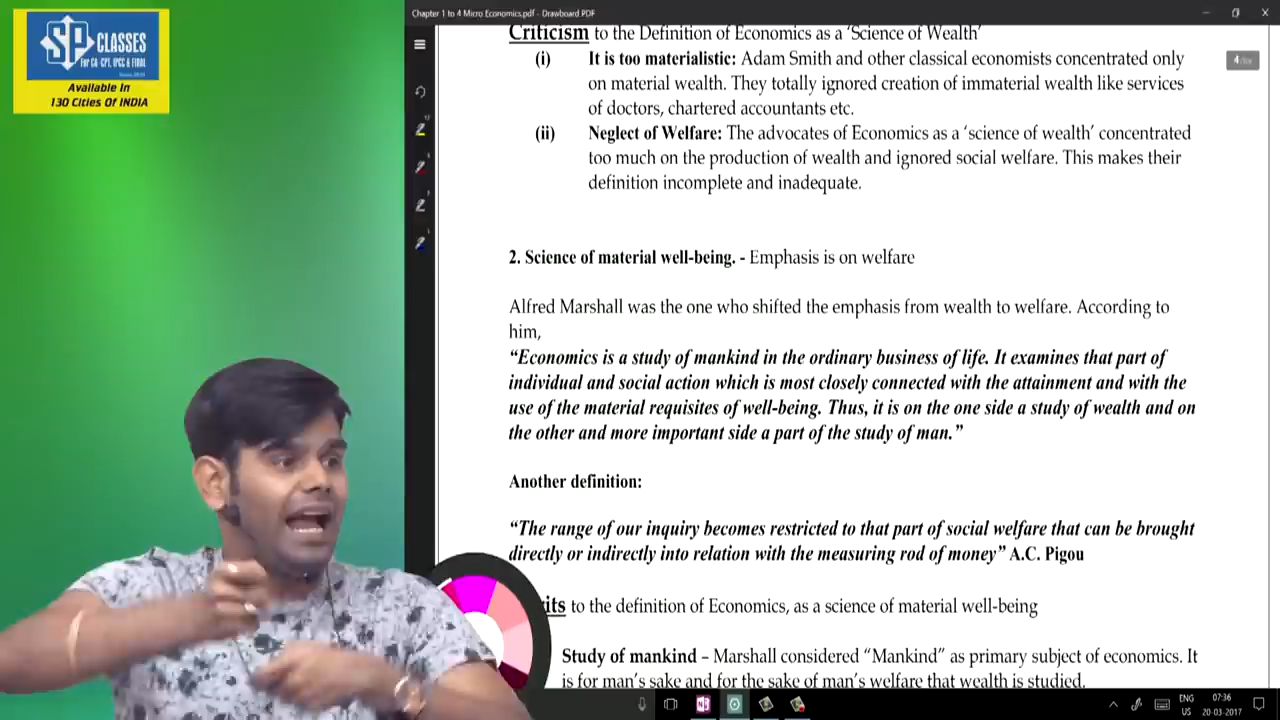 SP
CLASSES
For CA-CPT, IPCC & FINAL
Available In
130 Cities Of INDIA
Chapter 1 to 4 Micro Economics.pdf - Drawboard PDF
Criticism to the Definition of Economics as a ‘Science of Wealth’
(i) It is too materialistic: Adam Smith and other classical economists concentrated only
on material wealth. They totally ignored creation of immaterial wealth like services
of doctors, chartered accountants etc.
(ii) Neglect of Welfare: The advocates of Economics as a ‘science of wealth’ concentrated
too much on the production of wealth and ignored social welfare. This makes their
definition incomplete and inadequate.
2. Science of material well-being. - Emphasis is on welfare
Alfred Marshall was the one who shifted the emphasis from wealth to welfare. According to
him,
“Economics is a study of mankind in the ordinary business of life. It examines that part of
individual and social action which is most closely connected with the attainment and with the
use of the material requisites of well-being. Thus, it is on the one side a study of wealth and on
the other and more important side a part of the study of man.”
Another definition:
“The range of our inquiry becomes restricted to that part of social welfare that can be brought
directly or indirectly into relation with the measuring rod of money” A.C. Pigou
its to the definition of Economics, as a science of material well-being
Study of mankind – Marshall considered “Mankind” as primary subject of economics. It
is for man’s sake and for the sake of man’s welfare that wealth is studied.
ENG
US
07:36
20-03-2017